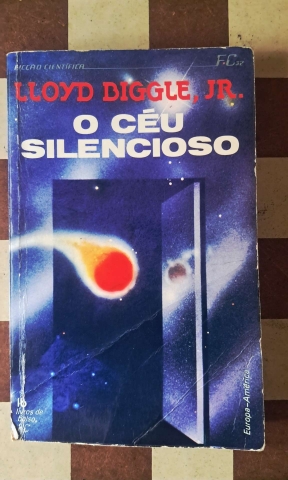 FICÇÃO CIENTÍFICA
LLOYD BIGGLE, JR.
O CÉU
SILENCIOSO
livros de
bolso
FC
Europa-América